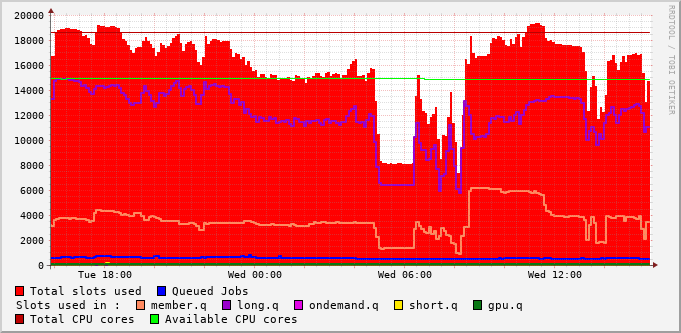 20000
18000
16000
14000
12000
10000
8000
6000
4000
2000
0
Tue 18:00 Wed 00:00 Wed 06:00 Wed 12:00
RRDTOOL / TOBI OETIKER
Total slots used Queued Jobs
Slots used in : member.q long.q ondemand.q short.q gpu.q
Total CPU cores Available CPU cores